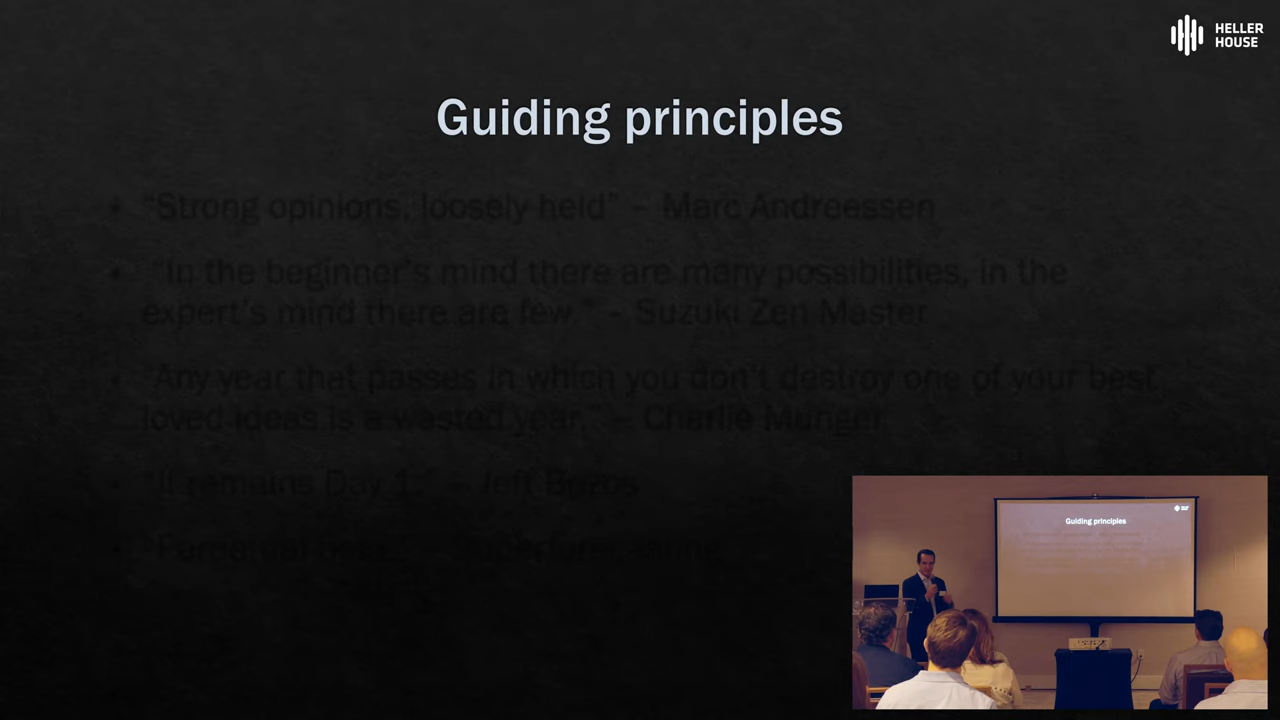 HELLER
HOUSE
Guiding principles
• “Strong opinions, loosely held” – Marc Andreessen
• “In the beginner’s mind there are many possibilities, in the
expert’s mind there are few.” – Suzuki Zen Master
• “Any year that passes in which you don’t destroy one of your best
loved ideas is a wasted year.” – Charlie Munger
• “It remains Day 1.” – Jeff Bezos
Guiding principles